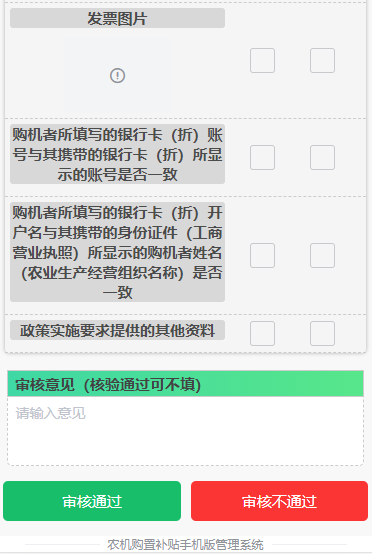 发票图片
购机者所填写的银行卡（折）账
号与其携带的银行卡（折）所显
示的账号是否一致
购机者所填写的银行卡（折）开
户名与其携带的身份证件（工商
营业执照）所显示的购机者姓名
（农业生产经营组织名称）是否
一致
政策实施要求提供的其他资料
审核意见（核验通过可不填）
请输入意见
审核通过
审核不通过
农机购置补贴手机版管理系统